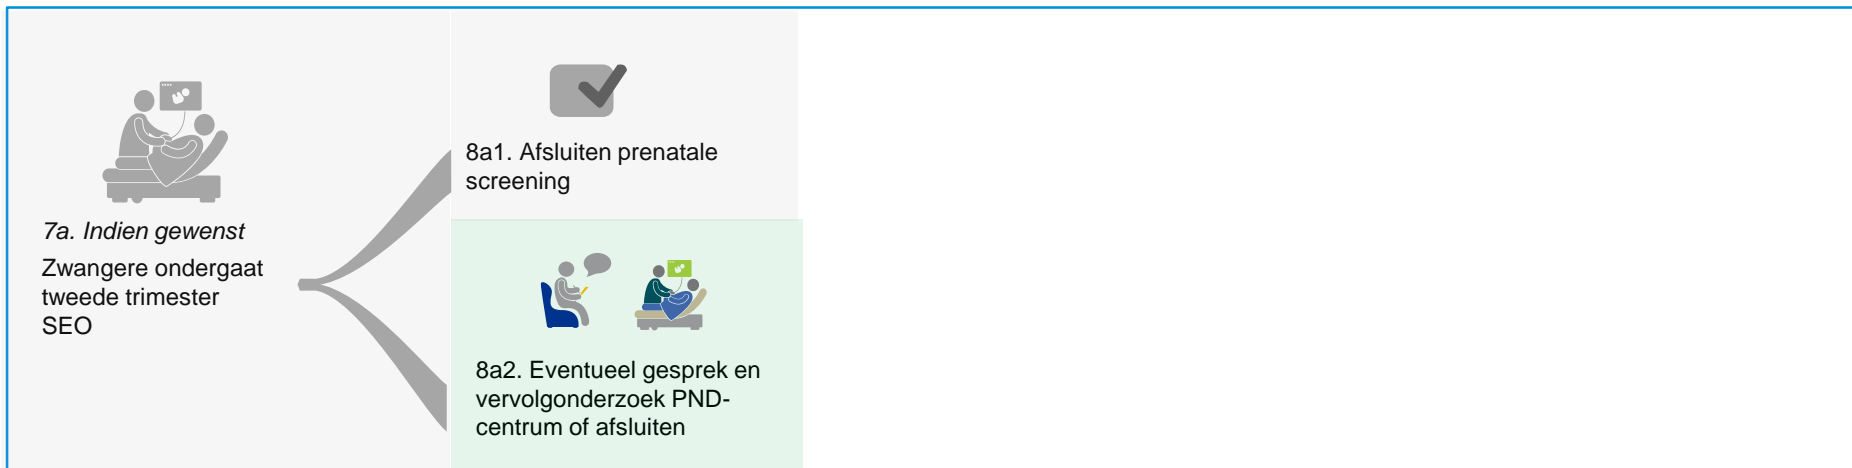 7a. Indien gewenst
Zwangere ondergaat
tweede trimester
SEO
8a1. Afsluiten prenatale
screening
8a2. Eventueel gesprek en
vervolgonderzoek PND-
centrum of afsluiten